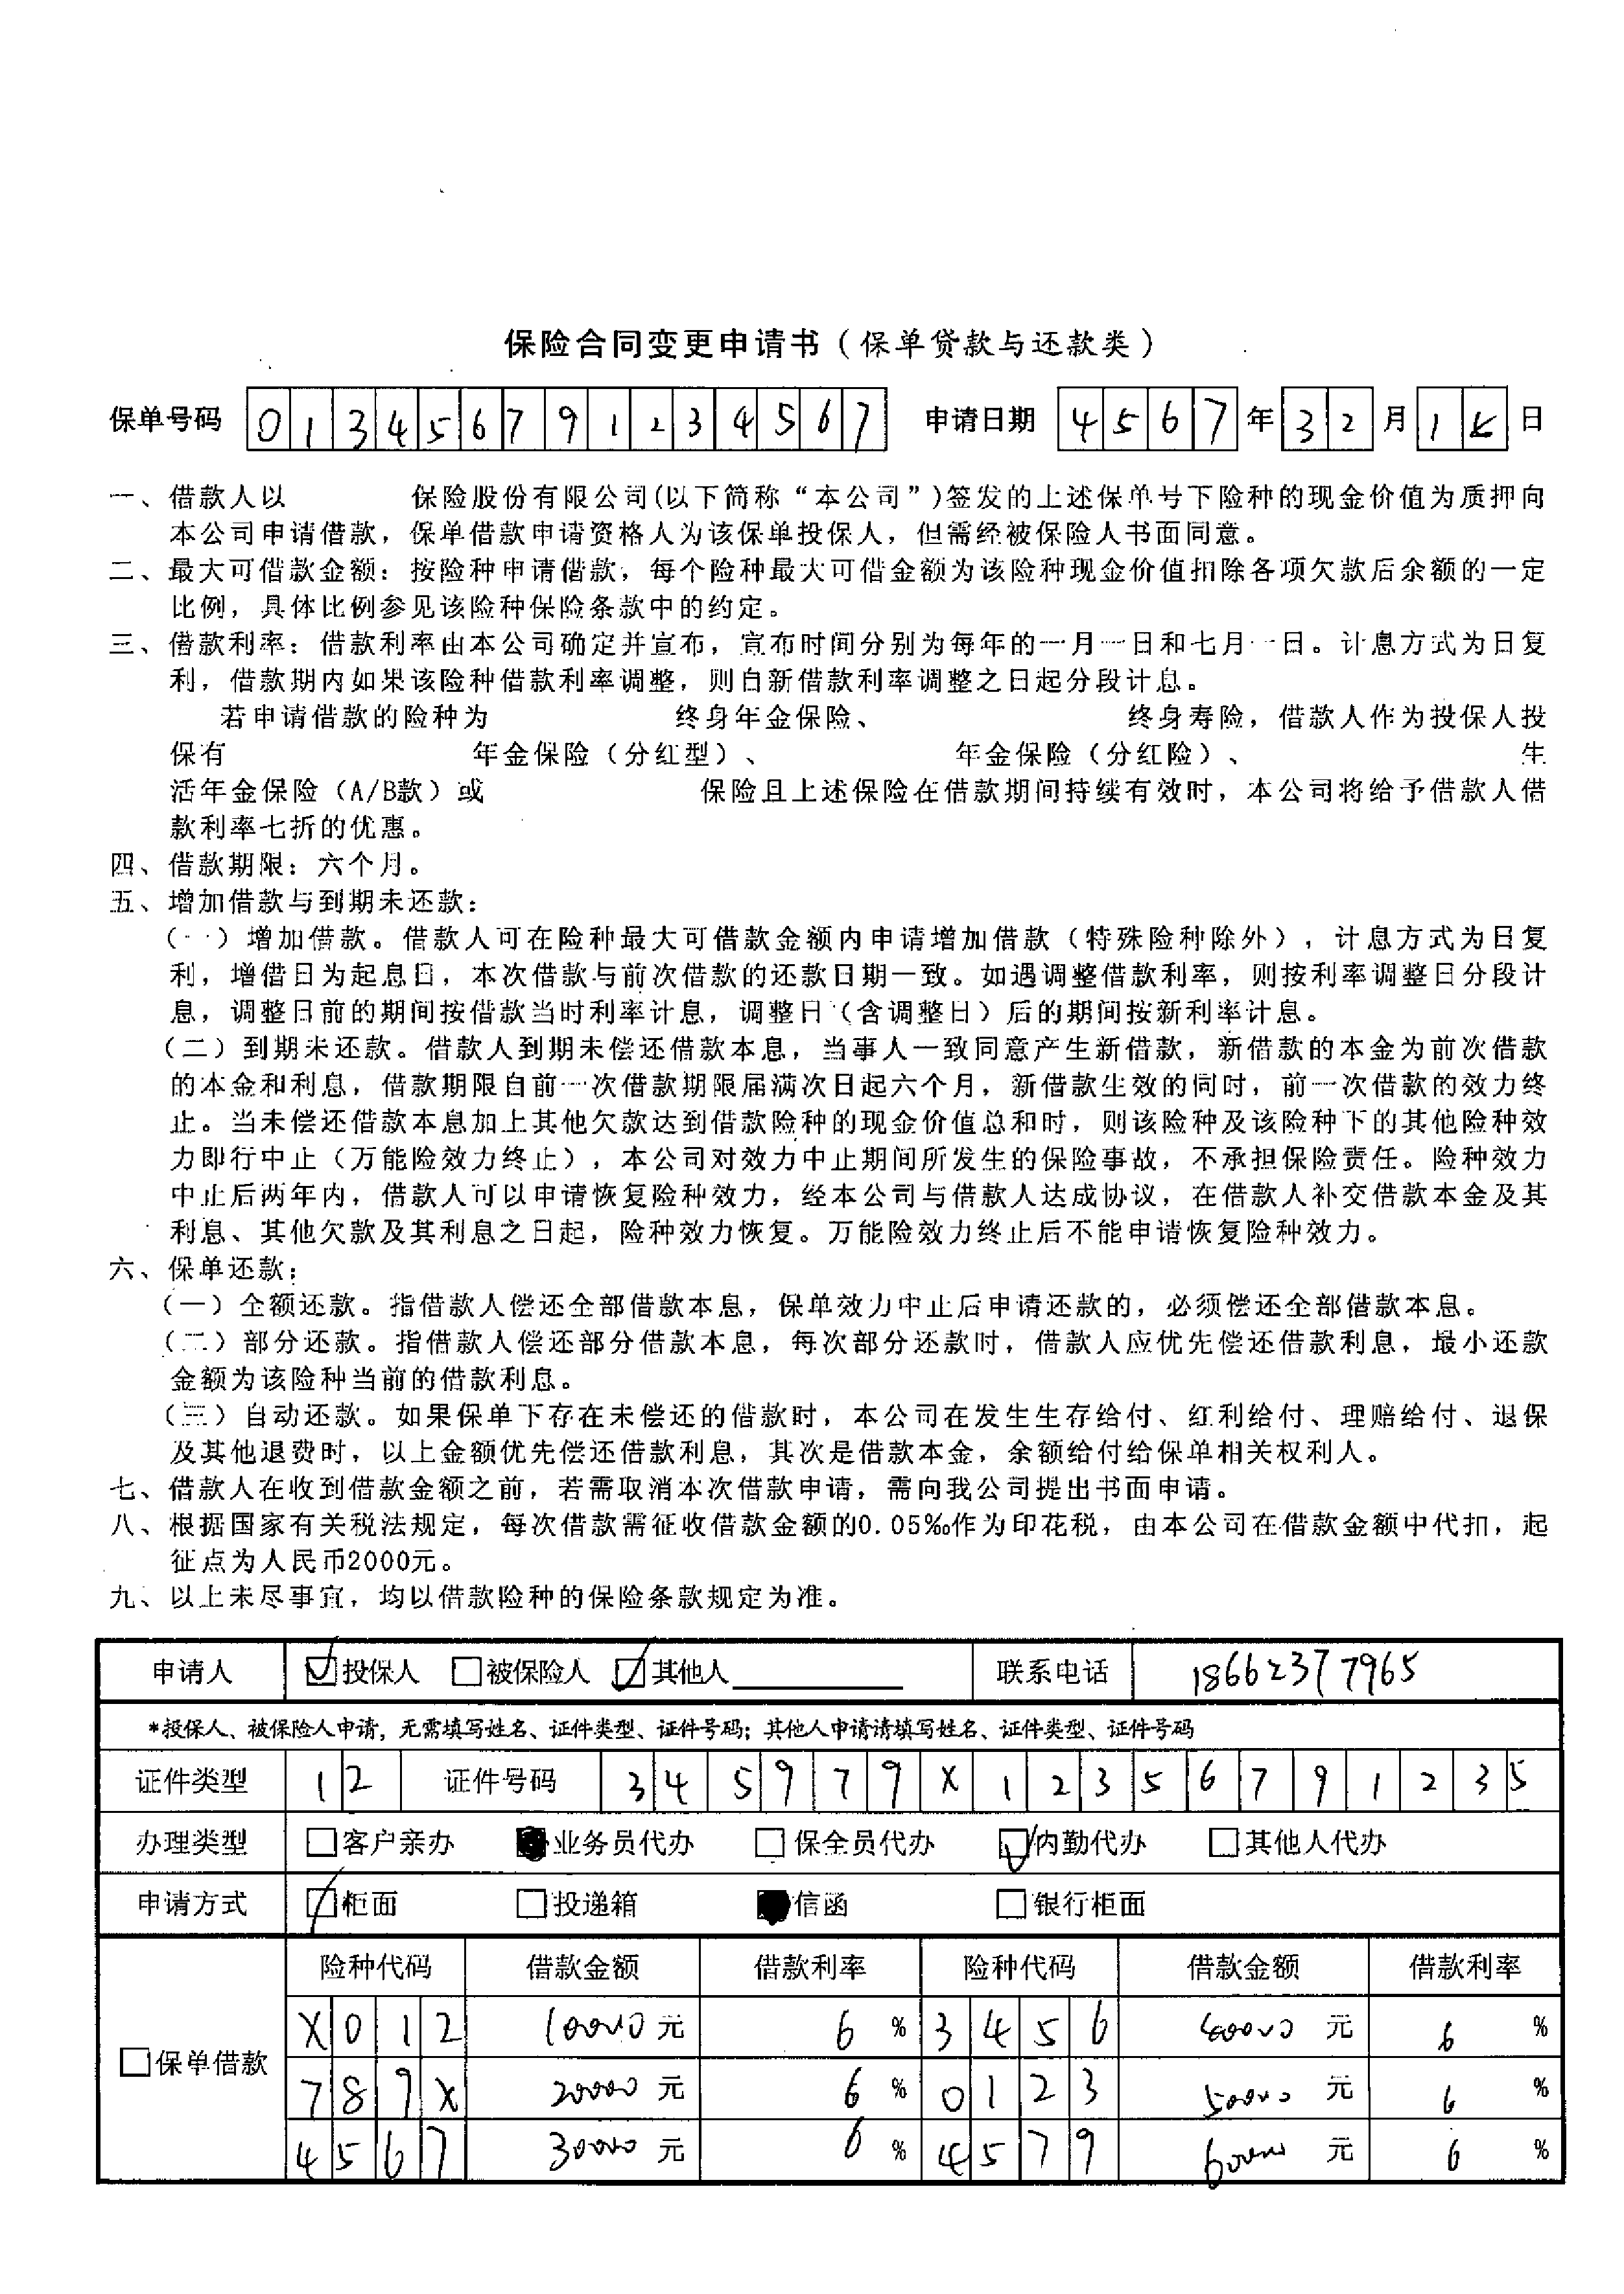 保险合同变更申请书（保单贷款与还款类）
保单号码 013456791234567 申请日期 4567年32月15日
一、借款人以 保险股份有限公司(以下简称“本公司”)签发的上述保单号下险种的现金价值为质押向
本公司申请借款，保单借款申请资格人为该保单投保人，但需经被保险人书面同意。
二、最大可借款金额：按险种申请借款，每个险种最大可借金额为该险种现金价值扣除各项欠款后余额的一定
比例，具体比例参见该险种保险条款中的约定。
三、借款利率：借款利率由本公司确定并宣布，宣布时间分别为每年的一月一日和七月一日。计息方式为日复
利，借款期内如果该险种借款利率调整，则自新借款利率调整之日起分段计息。
若申请借款的险种为 终身年金保险、 终身寿险，借款人作为投保人投
保有 年金保险（分红型）、 年金保险（分红险）、 生
活年金保险（A/B款）或 保险且上述保险在借款期间持续有效时，本公司将给予借款人借
款利率七折的优惠。
四、借款期限：六个月。
五、增加借款与到期未还款：
（一）增加借款。借款人可在险种最大可借款金额内申请增加借款（特殊险种除外），计息方式为日复
利，增借日为起息日，本次借款与前次借款的还款日期一致。如遇调整借款利率，则按利率调整日分段计
息，调整日前的期间按借款当时利率计息，调整日（含调整日）后的期间按新利率计息。
（二）到期未还款。借款人到期未偿还借款本息，当事人一致同意产生新借款，新借款的本金为前次借款
的本金和利息，借款期限自前一次借款期限届满次日起六个月，新借款生效的同时，前一次借款的效力终
止。当未偿还借款本息加上其他欠款达到借款险种的现金价值总和时，则该险种及该险种下的其他险种效
力即行中止（万能险效力终止），本公司对效力中止期间所发生的保险事故，不承担保险责任。险种效力
中止后两年内，借款人可以申请恢复险种效力，经本公司与借款人达成协议，在借款人补交借款本金及其
利息、其他欠款及其利息之日起，险种效力恢复。万能险效力终止后不能申请恢复险种效力。
六、保单还款：
（一）全额还款。指借款人偿还全部借款本息，保单效力中止后申请还款的，必须偿还全部借款本息。
（二）部分还款。指借款人偿还部分借款本息，每次部分还款时，借款人应优先偿还借款利息，最小还款
金额为该险种当前的借款利息。
（三）自动还款。如果保单下存在未偿还的借款时，本公司在发生生存给付、红利给付、理赔给付、退保
及其他退费时，以上金额优先偿还借款利息，其次是借款本金，余额给付给保单相关权利人。
七、借款人在收到借款金额之前，若需取消本次借款申请，需向我公司提出书面申请。
八、根据国家有关税法规定，每次借款需征收借款金额的0.05‰作为印花税，由本公司在借款金额中代扣，起
征点为人民币2000元。
九、以上未尽事宜，均以借款险种的保险条款规定为准。
申请人 ☑投保人 □被保险人 ☑其他人 联系电话 18662377965
*投保人、被保险人申请，无需填写姓名、证件类型、证件号码；其他人申请请填写姓名、证件类型、证件号码
证件类型 12 证件号码 345979X12356791235
办理类型 □客户亲办 ■业务员代办 □保全员代办 ☑内勤代办 □其他人代办
申请方式 ☑柜面 □投递箱 ■信函 □银行柜面
险种代码 借款金额 借款利率 险种代码 借款金额 借款利率
X012 10000元 6% 3456 40000元 6%
□保单借款
789X 20000元 6% 0123 50000元 6%
4567 30000元 6% 4579 60000元 6%